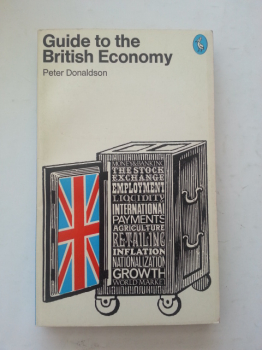 Guide to the
British Economy
Peter Donaldson
MONEY & BANKING
THE STOCK
EXCHANGE
EMPLOYMENT
LIQUIDITY
INTERNATIONAL
PAYMENTS
AGRICULTURE
RETAILING
INFLATION
NATIONALIZATION
GROWTH
WORLD MARKET